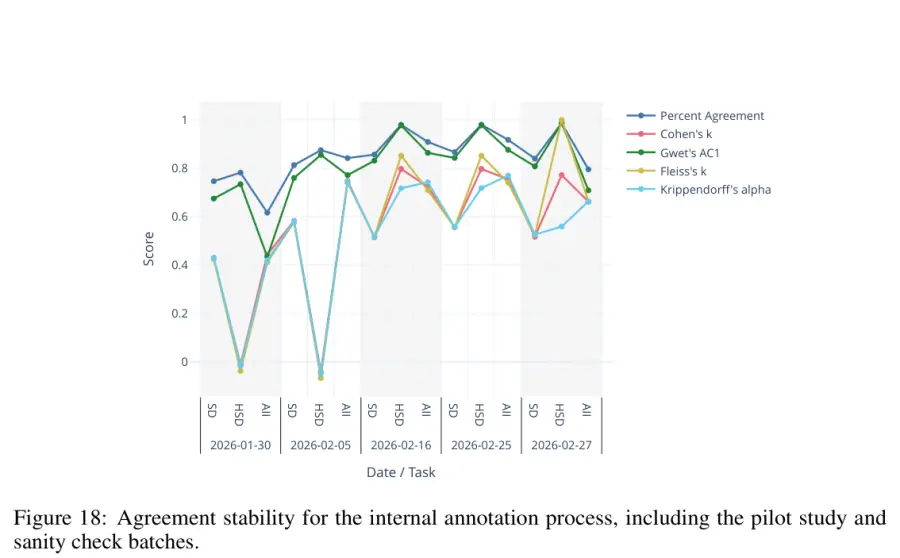 1
0.8
0.6
0.4
0.2
0
Score
Percent Agreement
Cohen's k
Gwet's AC1
Fleiss's k
Krippendorff's alpha
SD HSD All SD HSD All SD HSD All SD HSD All SD HSD All
2026-01-30 2026-02-05 2026-02-16 2026-02-25 2026-02-27
Date / Task
Figure 18: Agreement stability for the internal annotation process, including the pilot study and
sanity check batches.